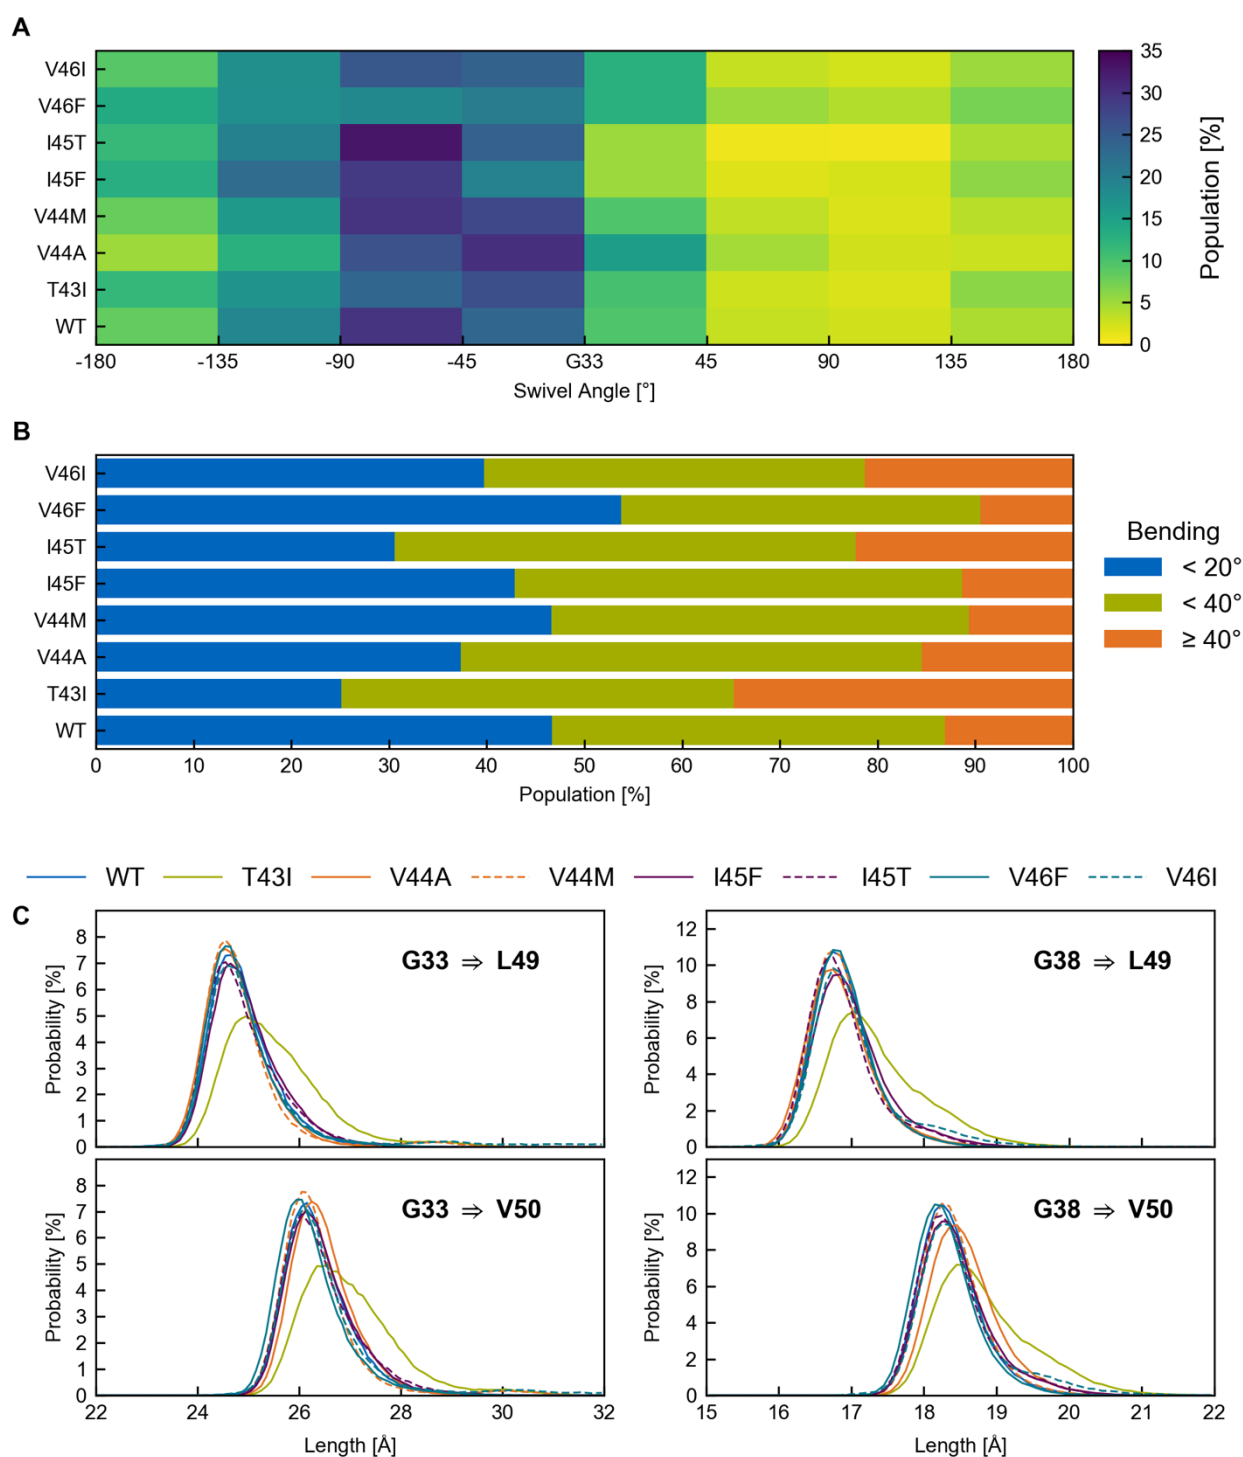 A
V46I
V46F
I45T
I45F
V44M
V44A
T43I
WT
-180 -135 -90 -45 G33 45 90 135 180
Swivel Angle [°]
35
30
25
20
15
10
5
0
Population [%]
B
V46I
V46F
I45T
I45F
V44M
V44A
T43I
WT
0 10 20 30 40 50 60 70 80 90 100
Population [%]
Bending
< 20°
< 40°
≥ 40°
WT T43I V44A V44M I45F I45T V46F V46I
C
8
7
6
5
4
3
2
1
0
Probability [%]
G33 ⇒ L49
12
10
8
6
4
2
0
Probability [%]
G38 ⇒ L49
8
7
6
5
4
3
2
1
0
Probability [%]
G33 ⇒ V50
22 24 26 28 30 32
Length [Å]
12
10
8
6
4
2
0
Probability [%]
G38 ⇒ V50
15 16 17 18 19 20 21 22
Length [Å]